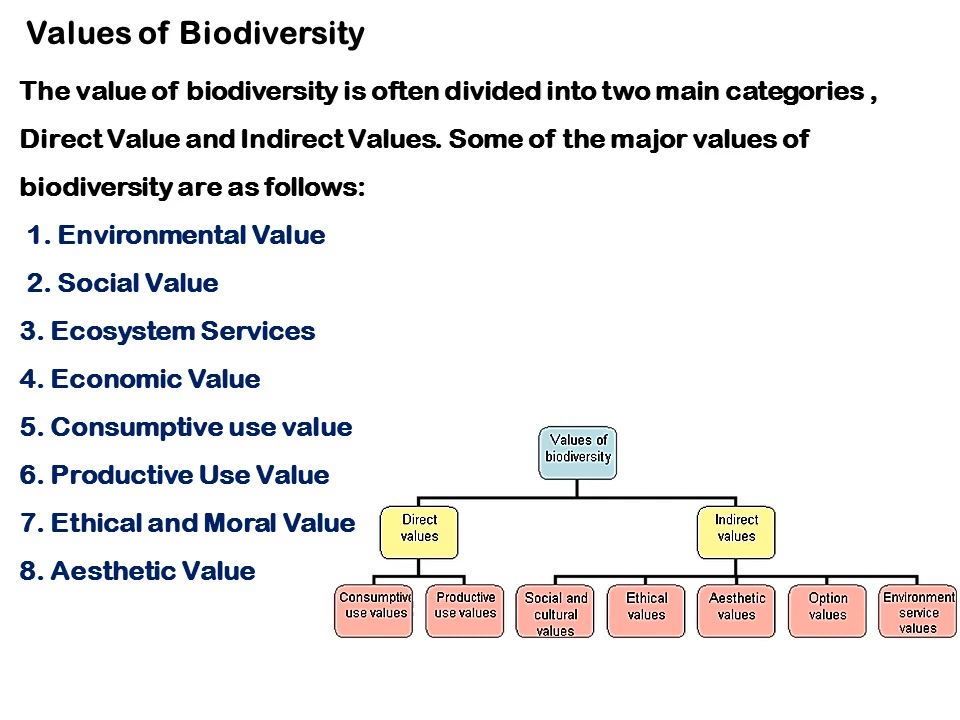 Values of Biodiversity
The value of biodiversity is often divided into two main categories ,
Direct Value and Indirect Values. Some of the major values of
biodiversity are as follows:
1. Environmental Value
2. Social Value
3. Ecosystem Services
4. Economic Value
5. Consumptive use value
6. Productive Use Value
7. Ethical and Moral Value
8. Aesthetic Value
Values of
biodiversity
Direct
values
Indirect
values
Consumptive
use values
Productive
use values
Social and
cultural
values
Ethical
values
Aesthetic
values
Option
values
Environment
service
values